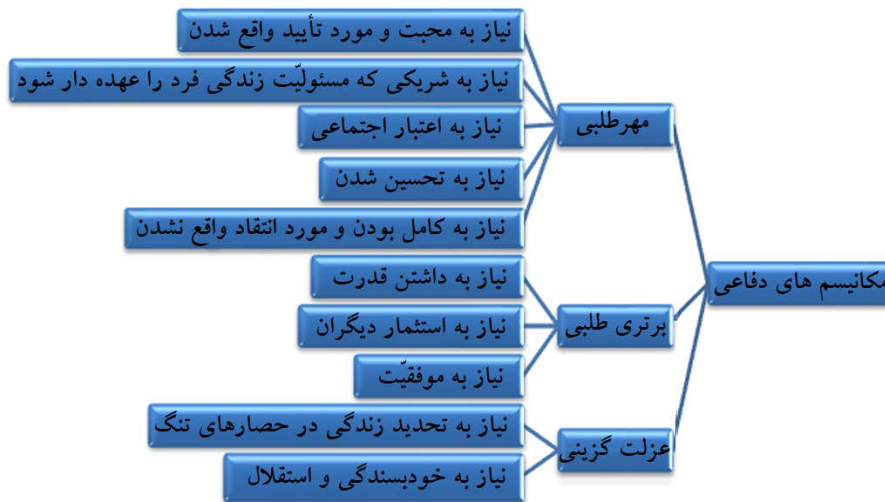 مکانیسم های دفاعی
مهرطلبی
نیاز به محبت و مورد تأیید واقع شدن
نیاز به شریکی که مسئولیّت زندگی فرد را عهده دار شود
نیاز به اعتبار اجتماعی
نیاز به تحسین شدن
نیاز به کامل بودن و مورد انتقاد واقع نشدن
برتری طلبی
نیاز به داشتن قدرت
نیاز به استثمار دیگران
نیاز به موفقیّت
عزلت گزینی
نیاز به تحدید زندگی در حصارهای تنگ
نیاز به خودبسندگی و استقلال